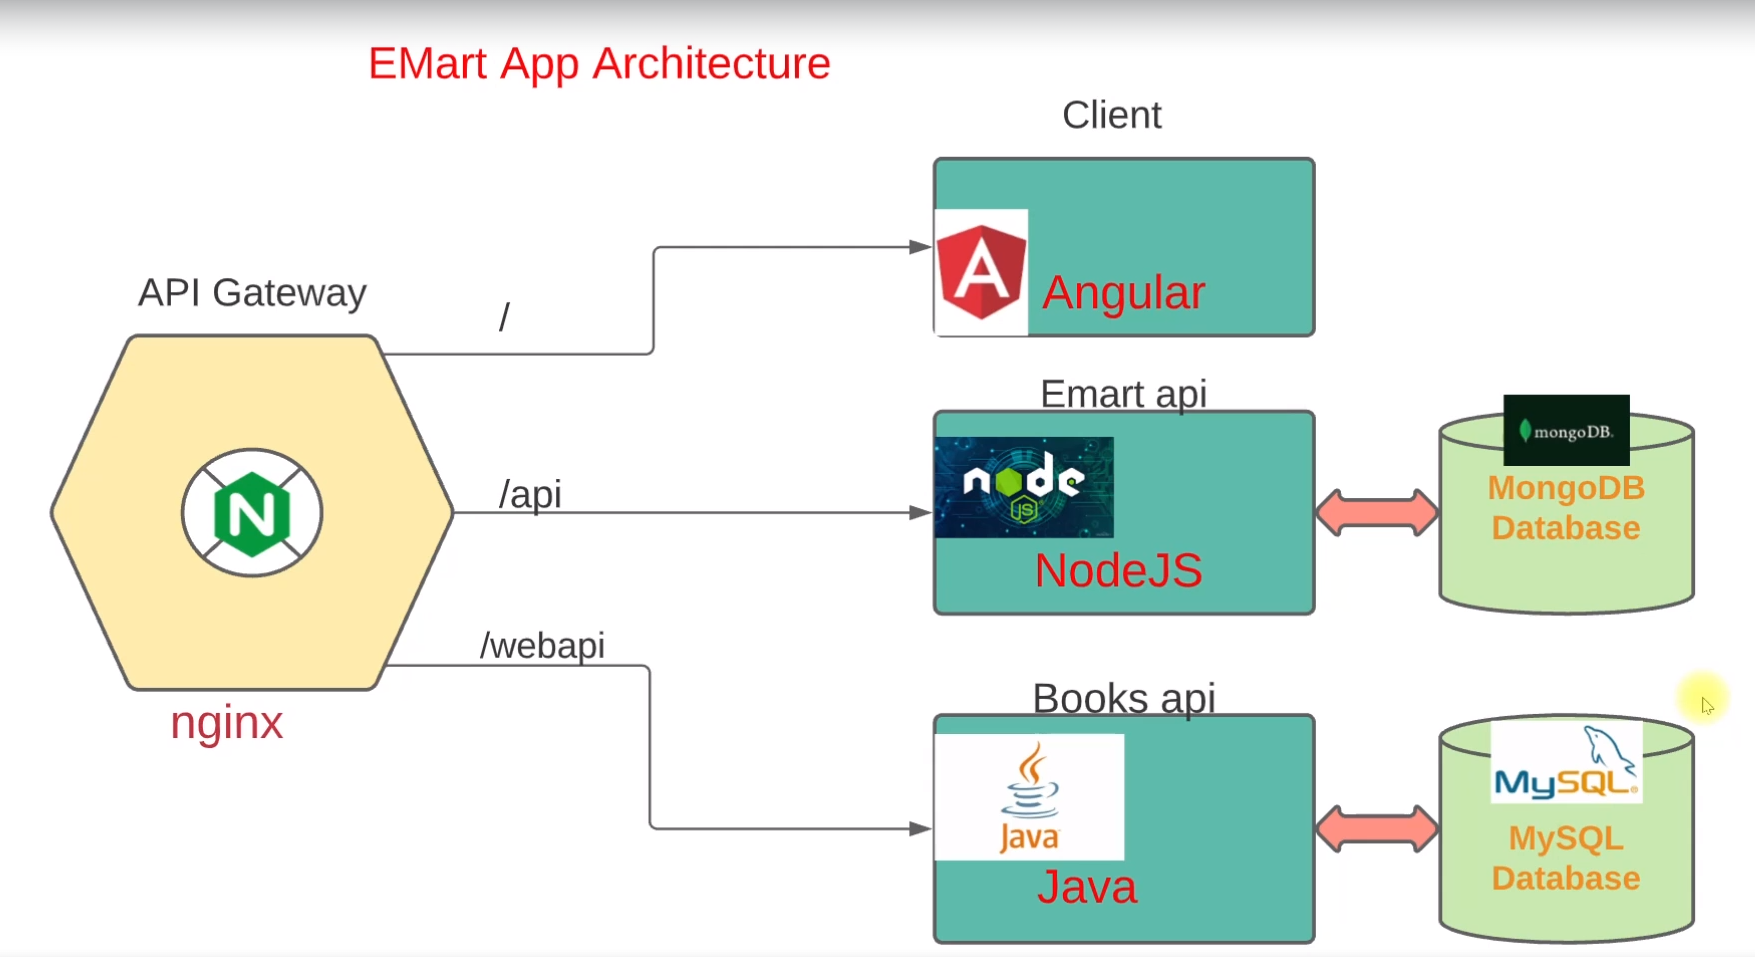 EMart App Architecture
Client
Angular
API Gateway
/
/api
/webapi
nginx
N
Emart api
node
JS
NodeJS
mongoDB.
MongoDB
Database
Books api
Java
Java
MySQL®
MySQL
Database